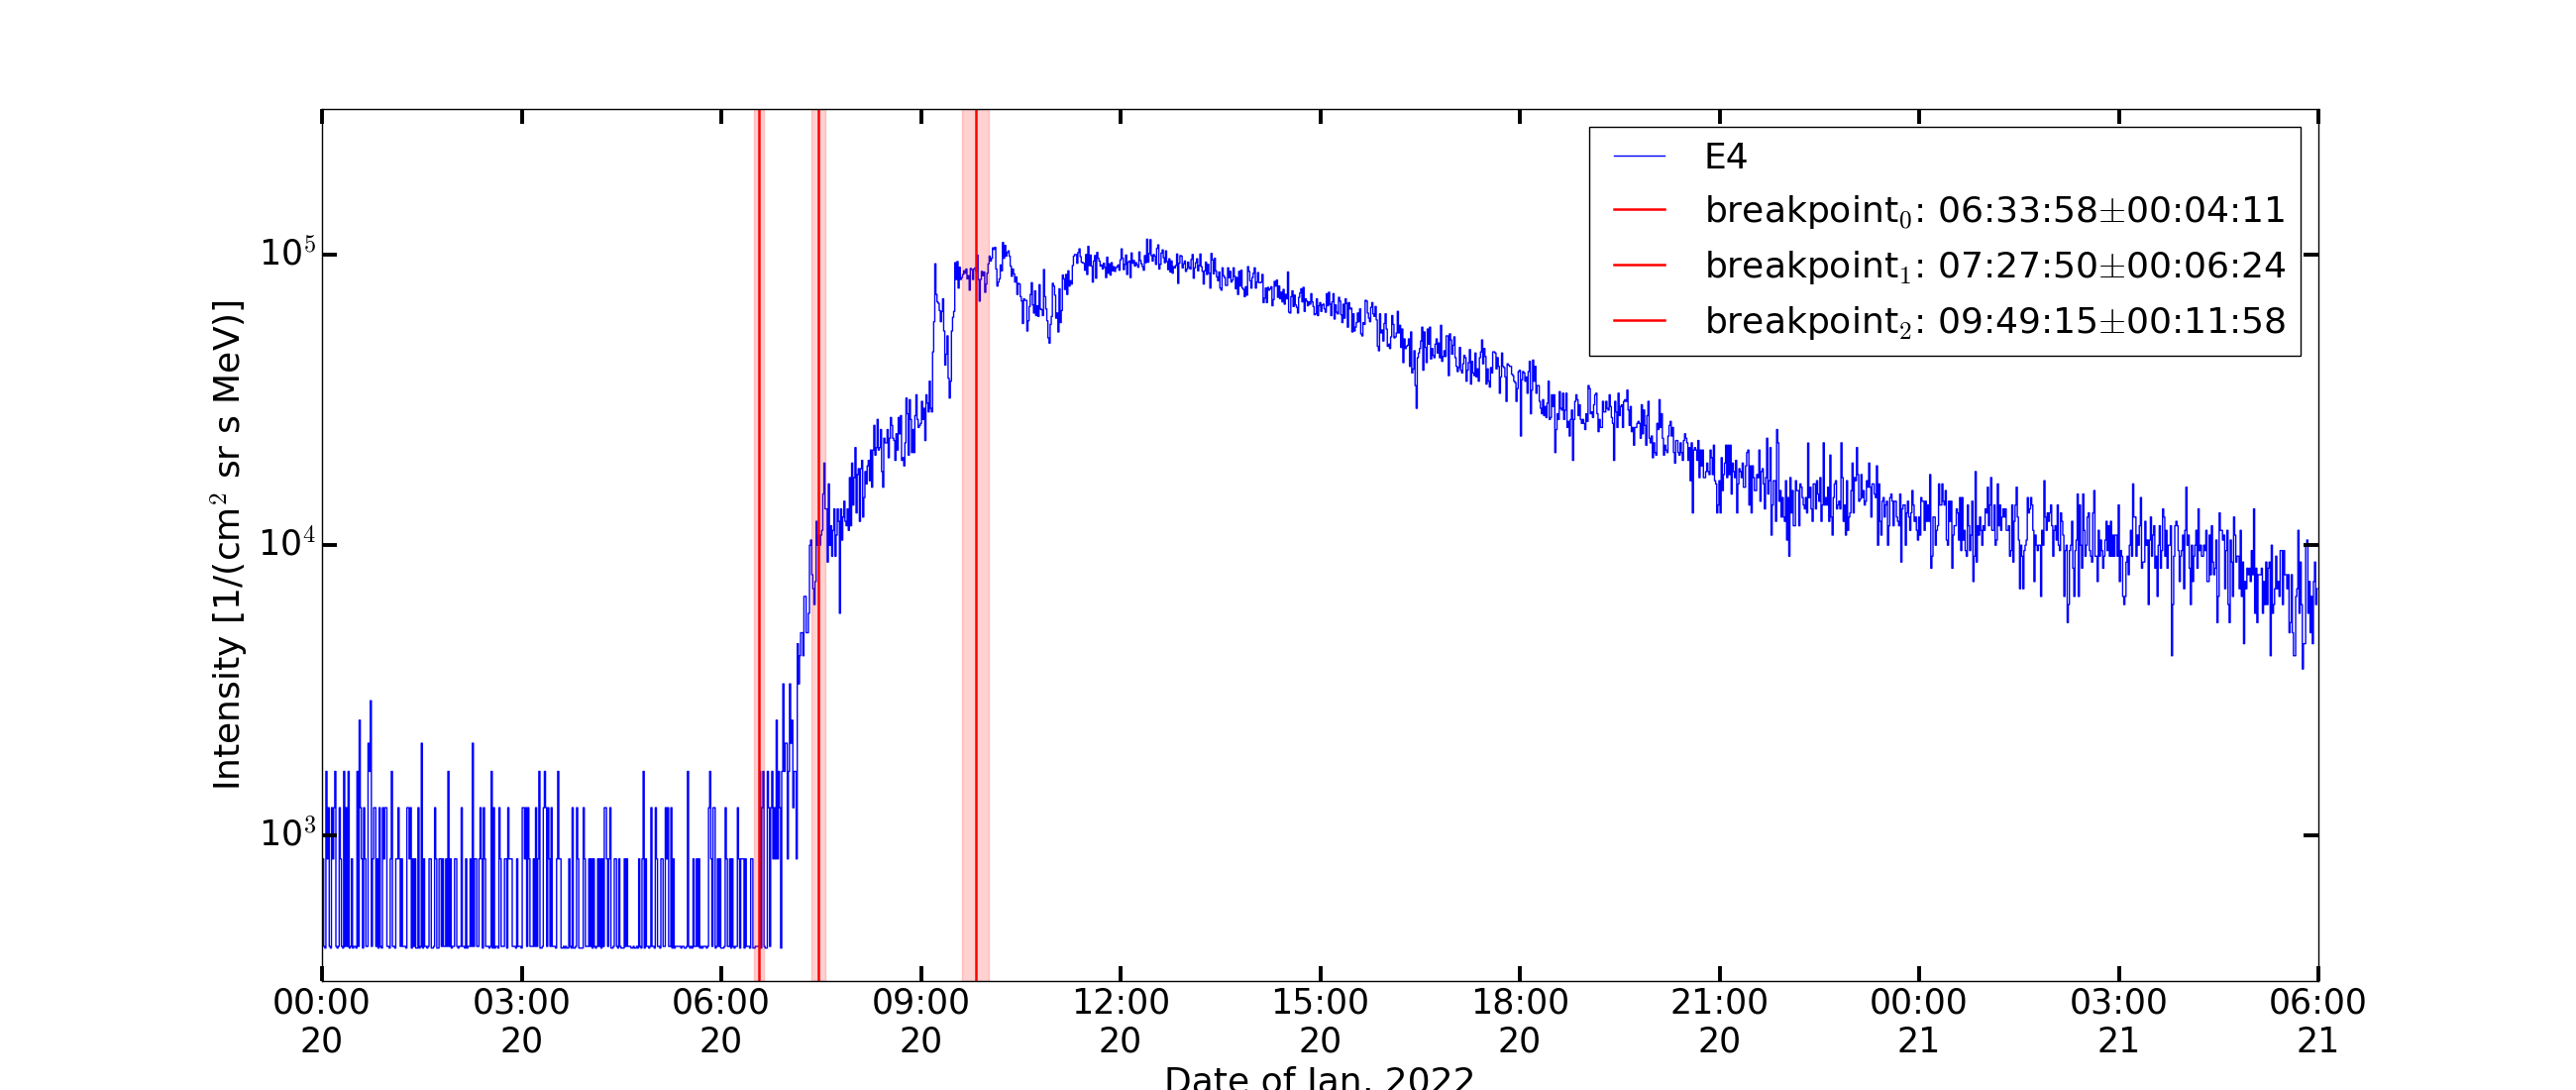 E4
breakpoint₀: 06:33:58±00:04:11
breakpoint₁: 07:27:50±00:06:24
breakpoint₂: 09:49:15±00:11:58
Intensity [1/(cm² sr s MeV)]
10⁵
10⁴
10³
00:00 03:00 06:00 09:00 12:00 15:00 18:00 21:00 00:00 03:00 06:00
20 20 20 20 20 20 20 20 21 21 21
Date of Jan, 2022